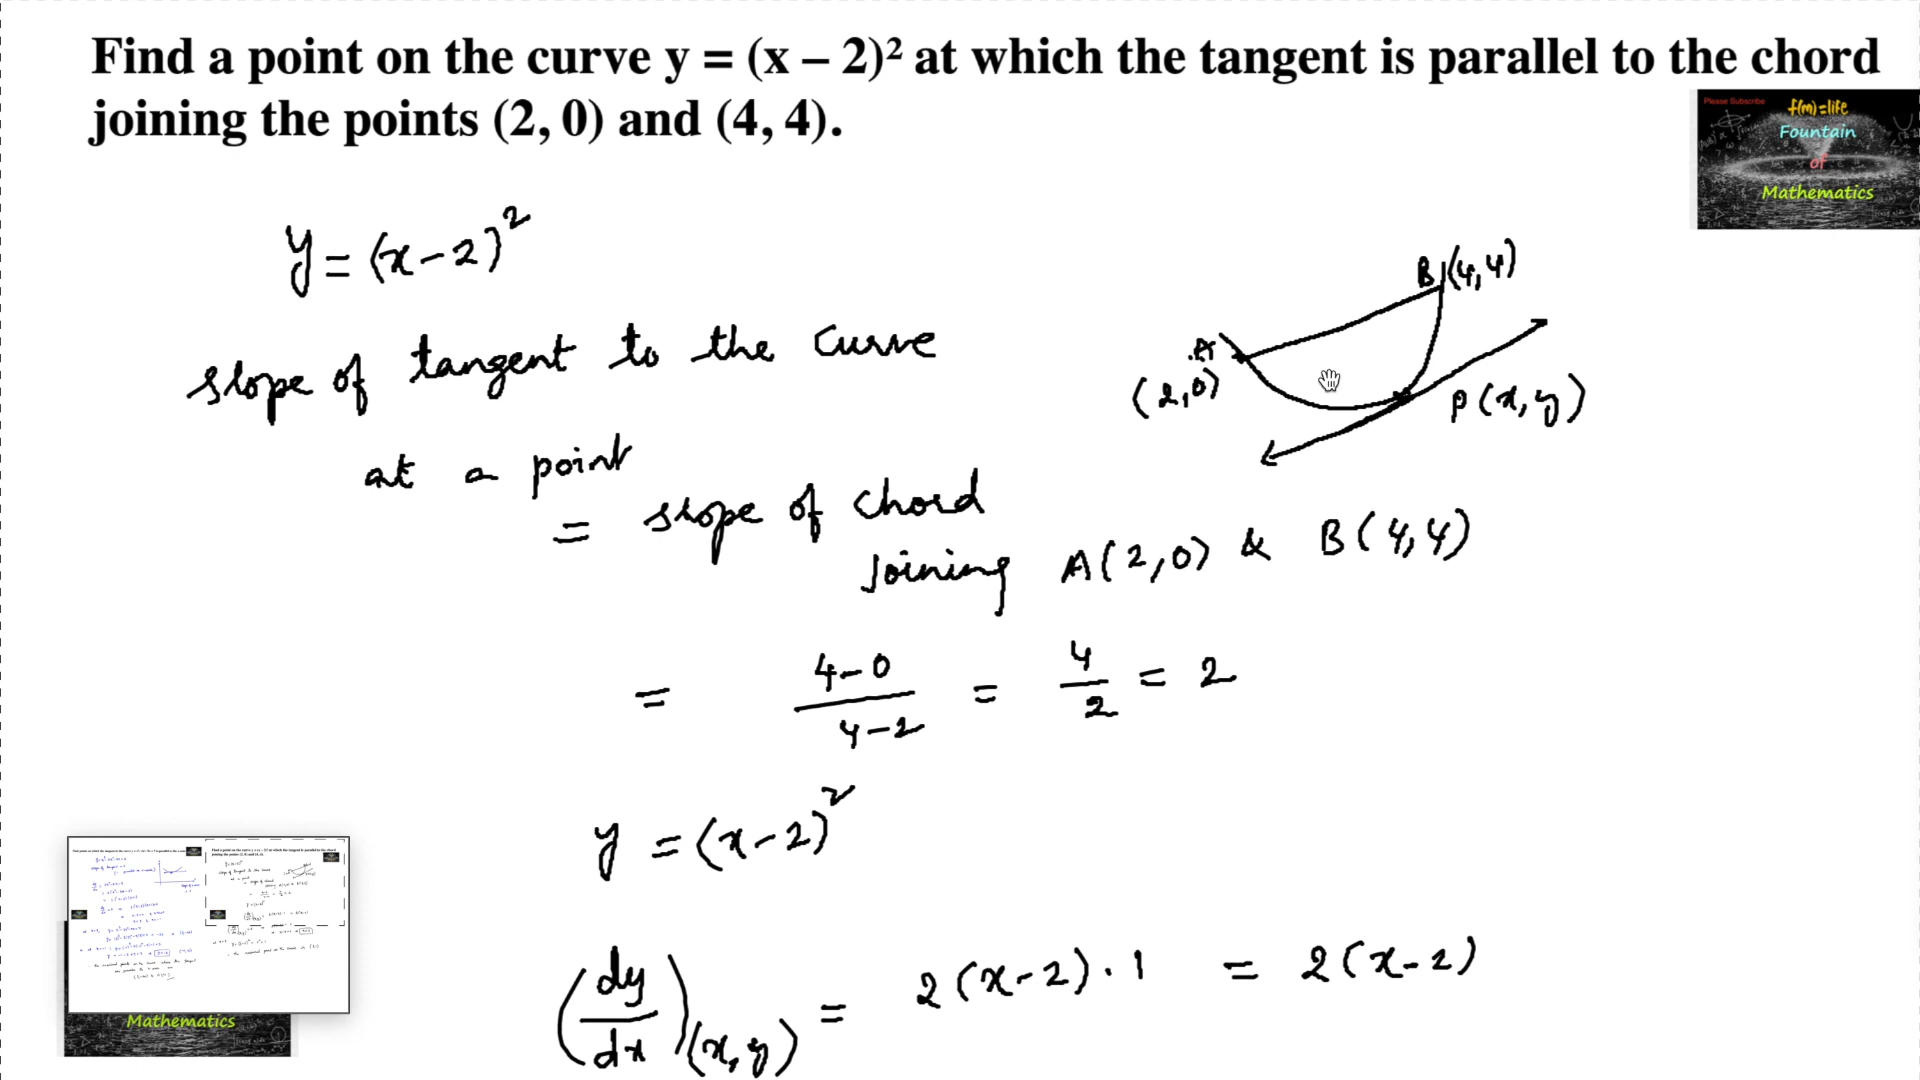 Find a point on the curve y = (x – 2)² at which the tangent is parallel to the chord
joining the points (2, 0) and (4, 4).
Please Subscribe
f(m)=life
Fountain
of
Mathematics
y = (x-2)²
slope of tangent to the curve
at a point
= slope of chord
joining A(2,0) & B(4,4)
B(4,4)
A
(2,0)
P(x,y)
= 4-0/4-2 = 4/2 = 2
y = (x-2)²
(dy/dx)(x,y) = 2(x-2).1 = 2(x-2)
Mathematics